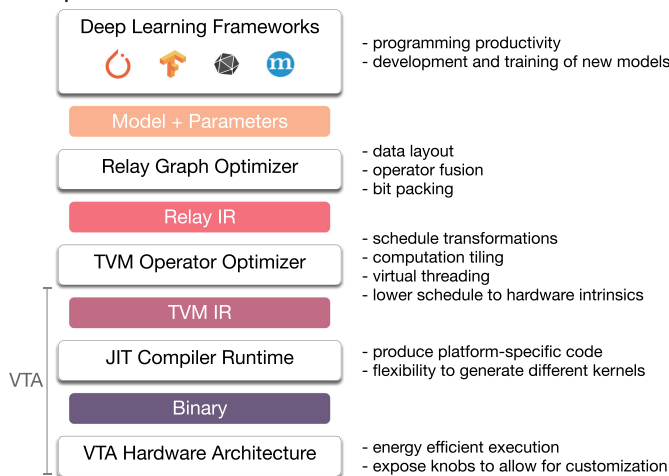 Deep Learning Frameworks
m
- programming productivity
- development and training of new models
Model + Parameters
Relay Graph Optimizer
- data layout
- operator fusion
- bit packing
Relay IR
TVM Operator Optimizer
- schedule transformations
- computation tiling
- virtual threading
- lower schedule to hardware intrinsics
TVM IR
VTA
JIT Compiler Runtime
- produce platform-specific code
- flexibility to generate different kernels
Binary
VTA Hardware Architecture
- energy efficient execution
- expose knobs to allow for customization